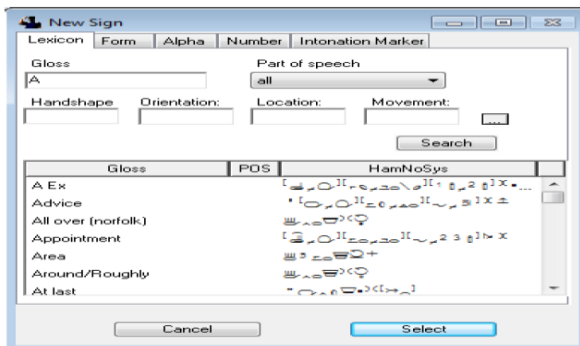 New Sign
Lexicon Form Alpha Number Intonation Marker
Gloss Part of speech
A all
Handshape Orientation: Location: Movement:
...
Search
Gloss POS HamNoSys
A Ex
Advice
All over (norfolk)
Appointment
Area
Around/Roughly
At last
Cancel Select